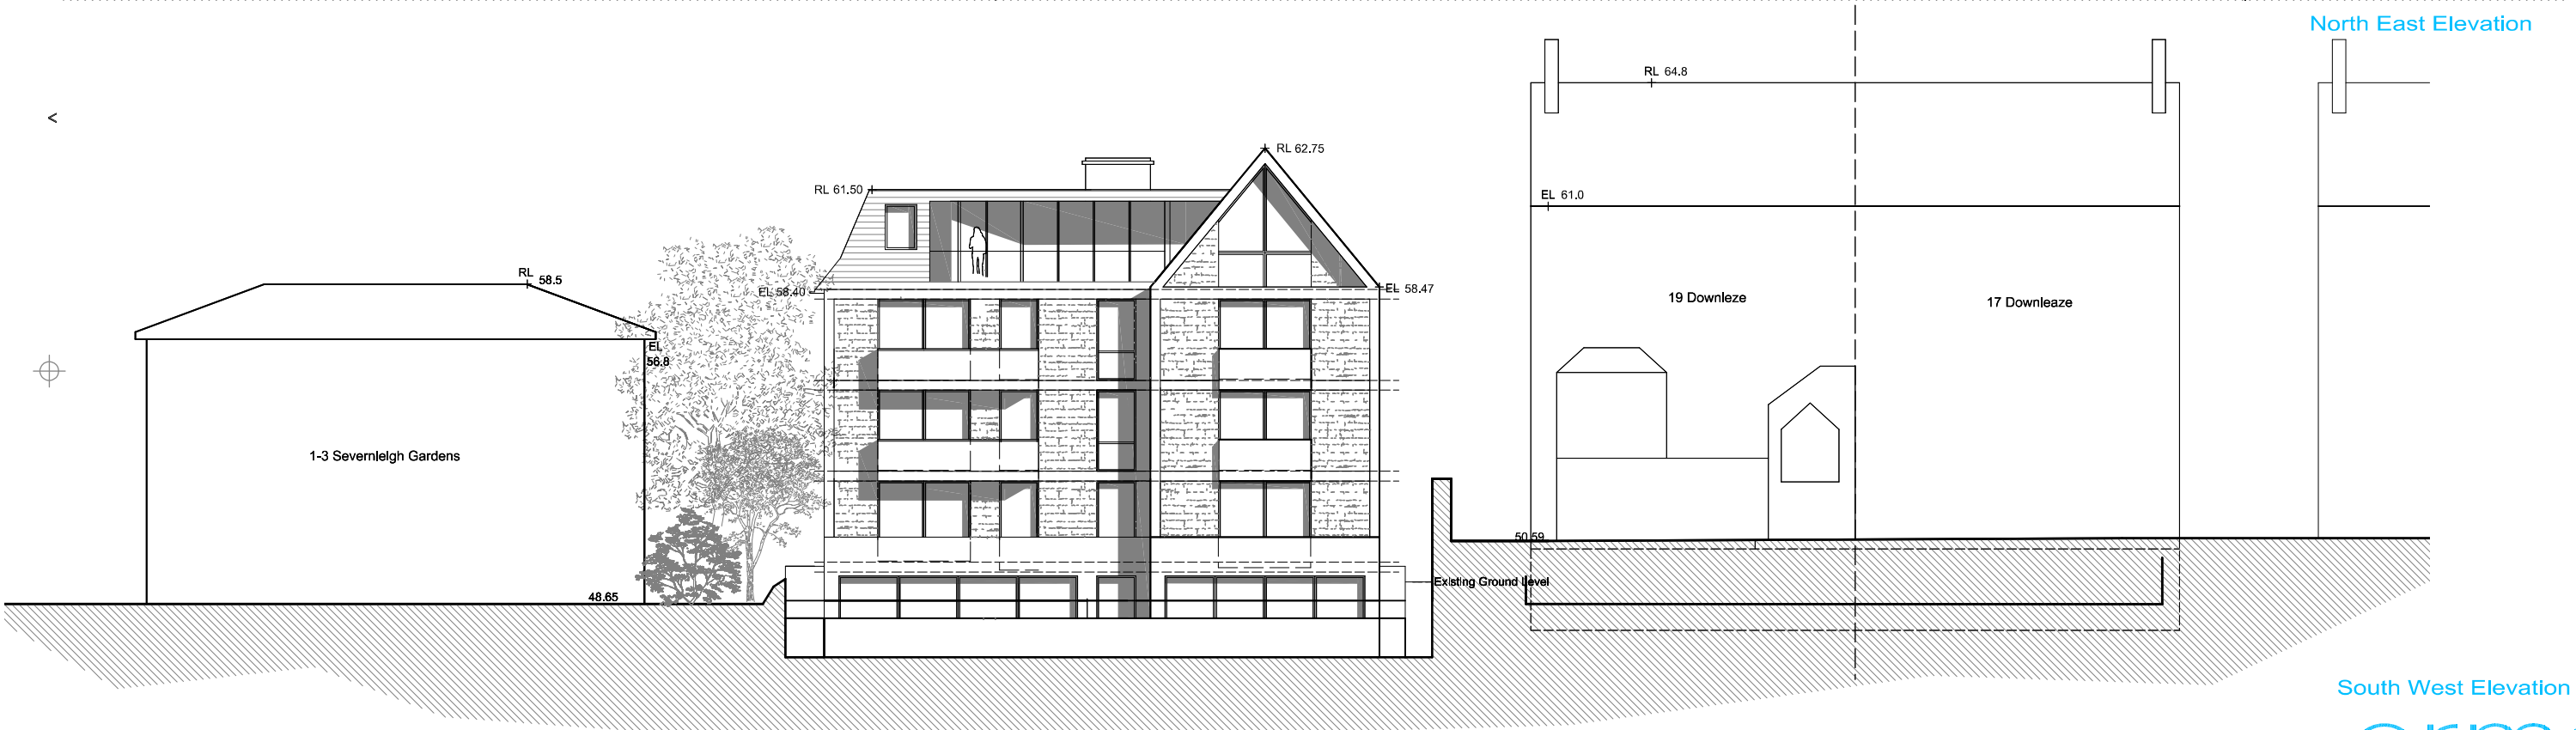 North East Elevation
RL 64.8
<
RL 62.75
RL 61.50
EL 61.0
RL 58.5
EL 58.40
EL 58.47
19 Downleze
17 Downleaze
EL
56.8
1-3 Severnleigh Gardens
50.59
Existing Ground Level
48.65
South West Elevation